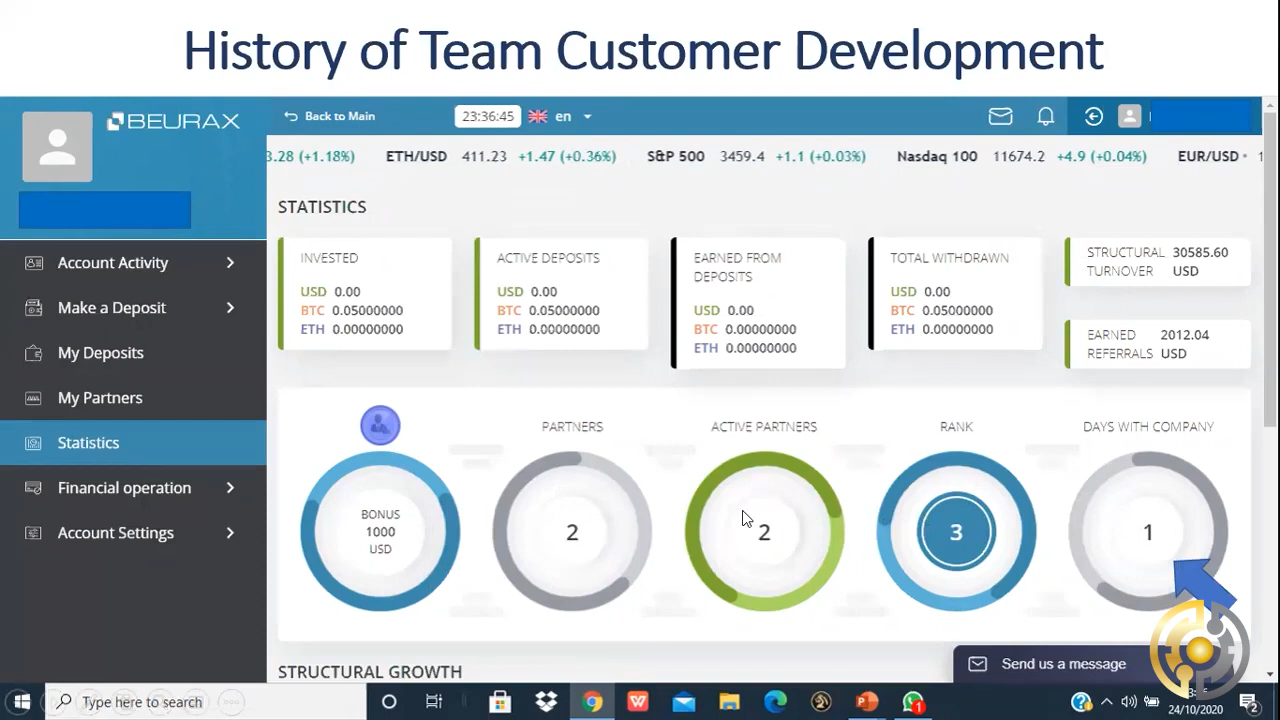 History of Team Customer Development
BEURAX
Back to Main
23:36:45
en
3.28 (+1.18%) ETH/USD 411.23 +1.47 (+0.36%) S&P 500 3459.4 +1.1 (+0.03%) Nasdaq 100 11674.2 +4.9 (+0.04%) EUR/USD
STATISTICS
Account Activity
Make a Deposit
My Deposits
My Partners
Statistics
Financial operation
Account Settings
INVESTED
USD 0.00
BTC 0.05000000
ETH 0.00000000
ACTIVE DEPOSITS
USD 0.00
BTC 0.05000000
ETH 0.00000000
EARNED FROM
DEPOSITS
USD 0.00
BTC 0.00000000
ETH 0.00000000
TOTAL WITHDRAWN
USD 0.00
BTC 0.05000000
ETH 0.00000000
STRUCTURAL 30585.60
TURNOVER USD
EARNED 2012.04
REFERRALS USD
BONUS
1000
USD
PARTNERS
2
ACTIVE PARTNERS
2
RANK
3
DAYS WITH COMPANY
1
STRUCTURAL GROWTH
Send us a message
Type here to search
24/10/2020